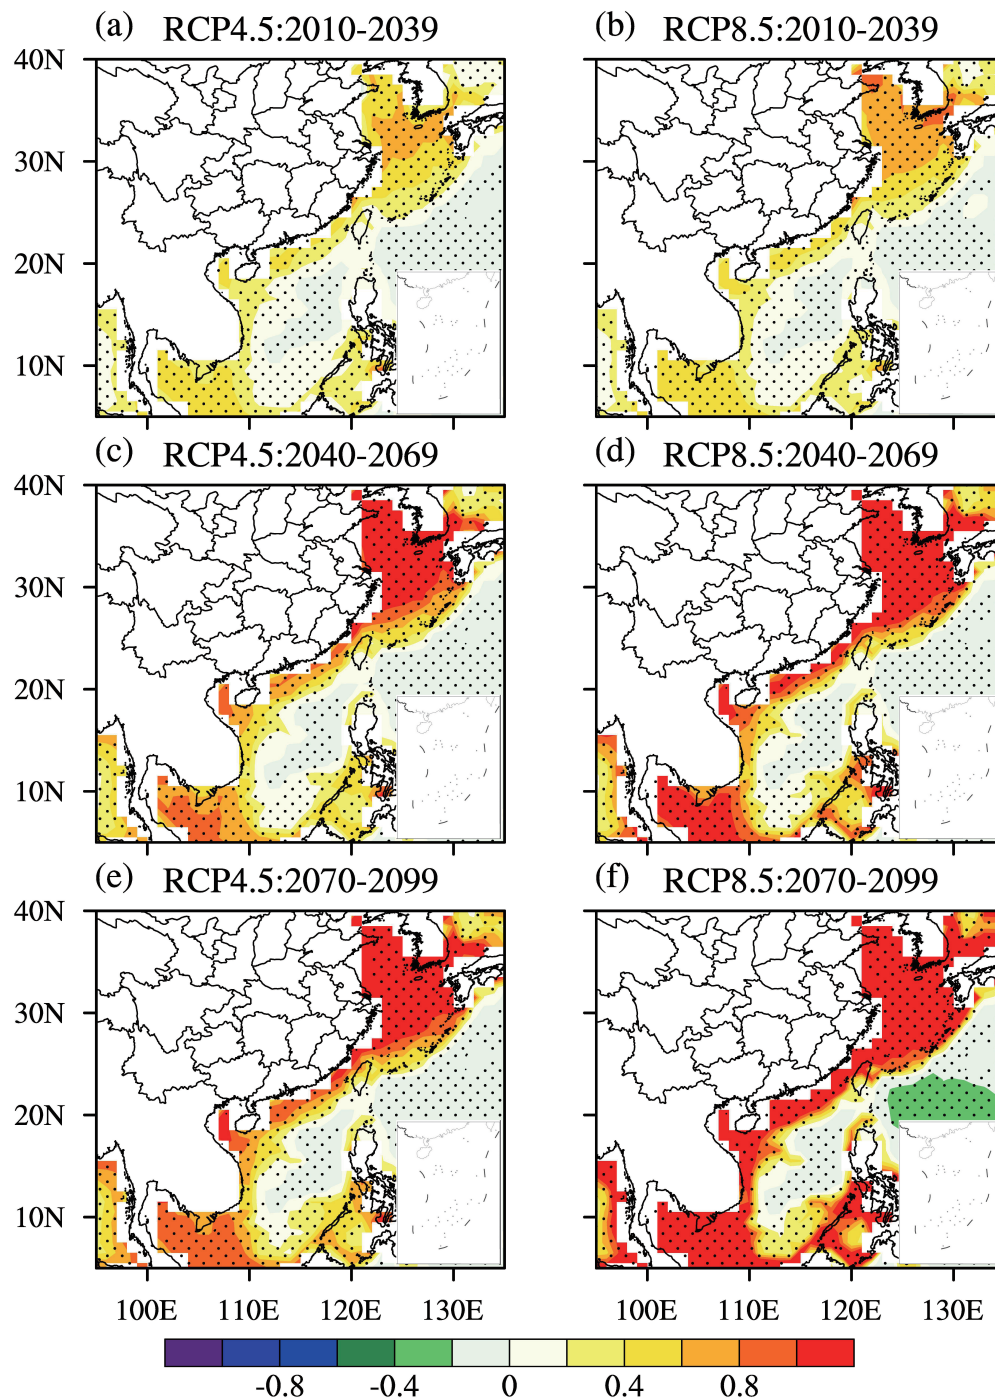 (a) RCP4.5:2010-2039
(b) RCP8.5:2010-2039
40N
30N
20N
10N
(c) RCP4.5:2040-2069
(d) RCP8.5:2040-2069
40N
30N
20N
10N
(e) RCP4.5:2070-2099
(f) RCP8.5:2070-2099
40N
30N
20N
10N
100E 110E 120E 130E
100E 110E 120E 130E
-0.8 -0.4 0 0.4 0.8